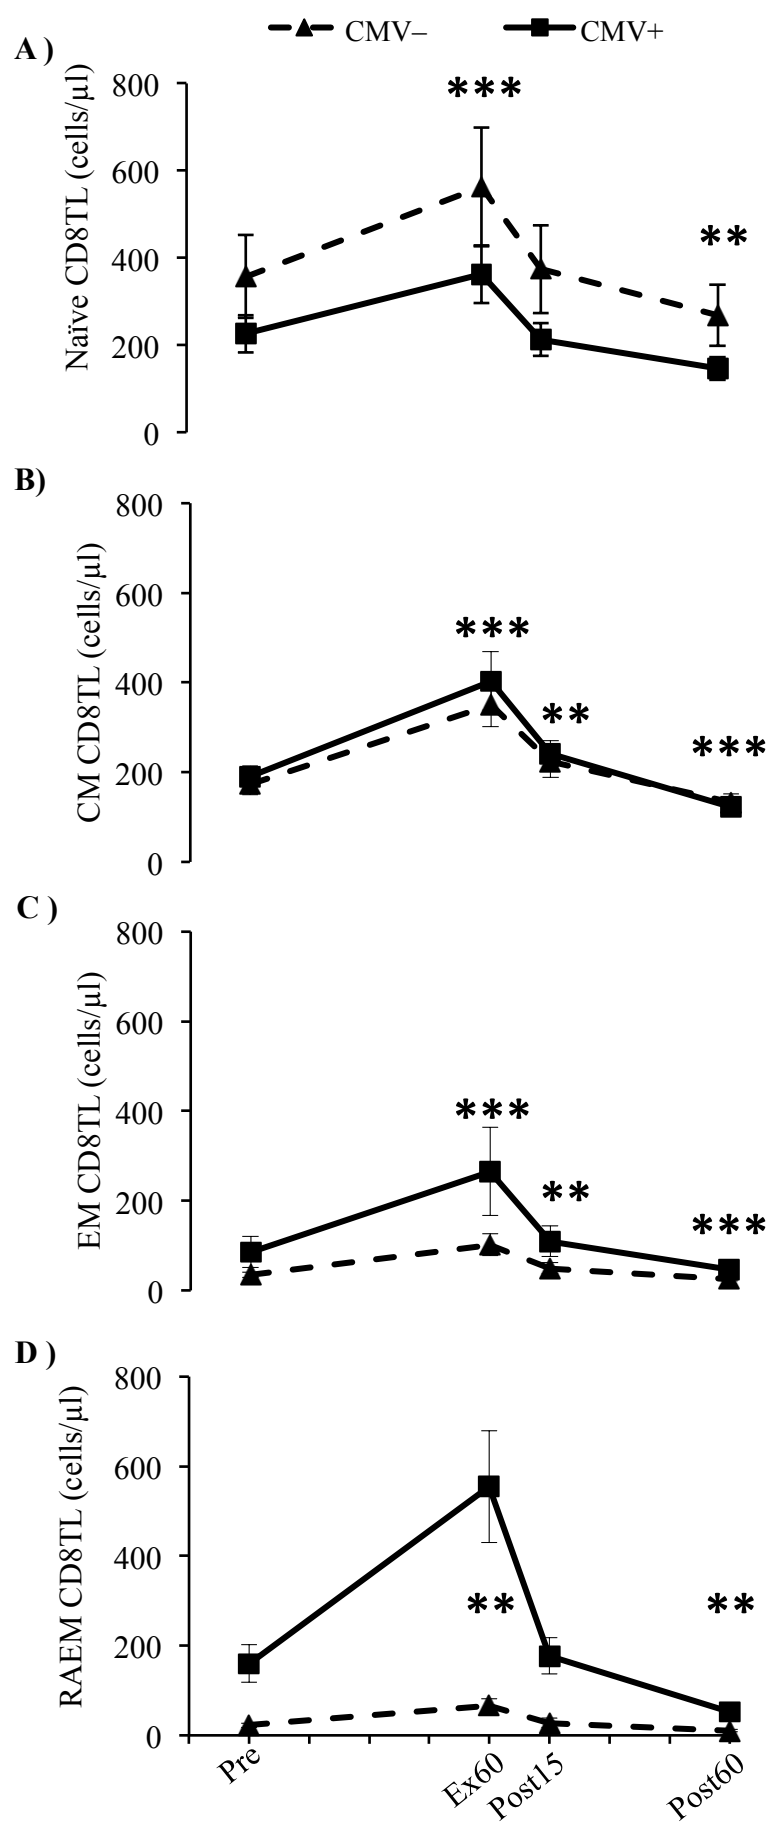 CMV– CMV+
A )
Naïve CD8TL (cells/µl)
800
600
400
200
0
***
**
B)
CM CD8TL (cells/µl)
800
600
400
200
0
***
**
***
C )
EM CD8TL (cells/µl)
800
600
400
200
0
***
**
***
D )
RAEM CD8TL (cells/µl)
800
600
400
200
0
**
**
Pre
Ex60
Post15
Post60